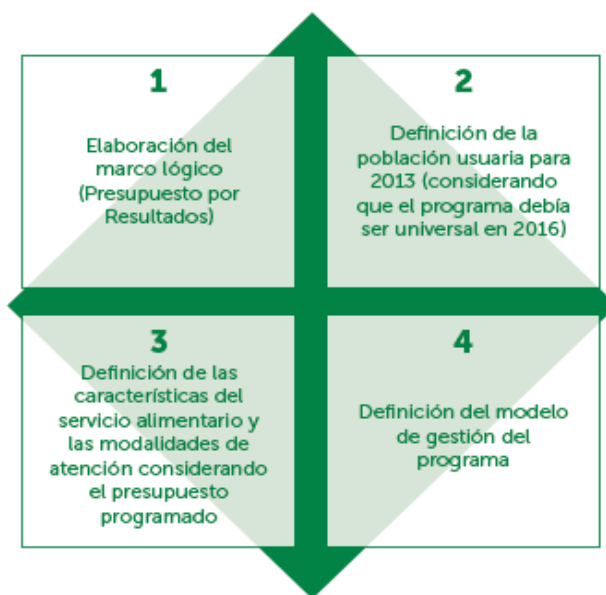 1
Elaboración del
marco lógico
(Presupuesto por
Resultados)
2
Definición de la
población usuaria para
2013 (considerando
que el programa debía
ser universal en 2016)
3
Definición de las
características del
servicio alimentario y
las modalidades de
atención considerando
el presupuesto
programado
4
Definición del modelo
de gestión del
programa